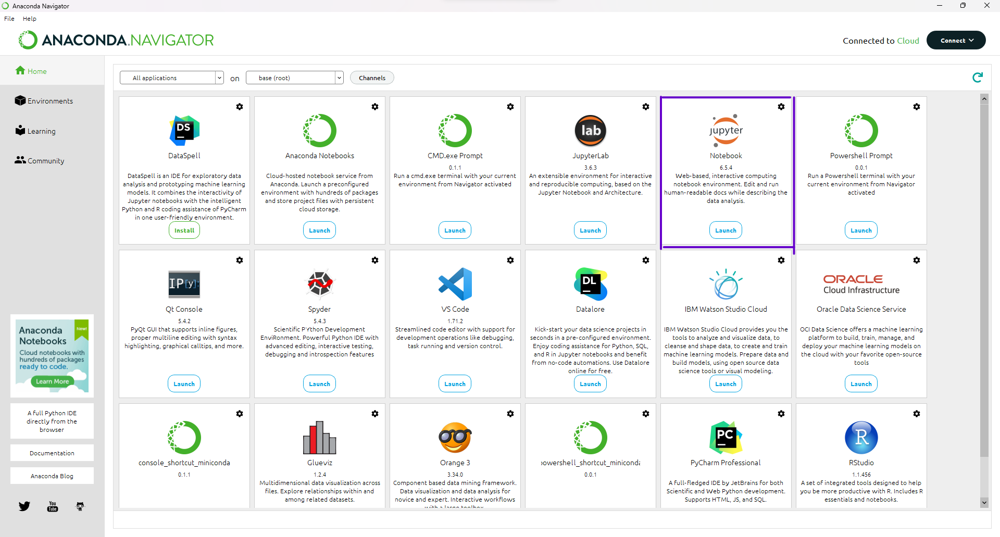 Anaconda Navigator
File Help
ANACONDA.NAVIGATOR
Connected to Cloud
Connect
Home
Environments
Learning
Community
All applications
on
base (root)
Channels
DataSpell
DataSpell is an IDE for exploratory data
analysis and prototyping machine learning
models. It combines the interactivity of
Jupyter notebooks with the intelligent
Python and R coding assistance of PyCharm
in one user-friendly environment.
Install
Anaconda Notebooks
Cloud-hosted notebook service from
Anaconda. Launch a preconfigured
environment with hundreds of packages
and store project files with persistent
cloud storage.
Launch
CMD.exe Prompt
0.1.1
Run a cmd.exe terminal with your current
environment from Navigator activated
Launch
lab
JupyterLab
3.6.3
An extensible environment for interactive
and reproducible computing, based on the
Jupyter Notebook and Architecture.
Launch
jupyter
Notebook
6.5.4
Web-based, interactive computing
notebook environment. Edit and run
human-readable docs while describing the
data analysis.
Launch
Powershell Prompt
0.0.1
Run a Powershell terminal with your
current environment from Navigator
activated
Launch
IP[y]:
Qt Console
5.4.2
PyQt GUI that supports inline figures,
proper multiline editing with syntax
highlighting, graphical calltips, and more.
Launch
Spyder
5.4.3
Scientific PYthon Development
EnviRonment. Powerful Python IDE with
advanced editing, interactive testing,
debugging and introspection features
Launch
VS Code
1.71.2
Streamlined code editor with support for
development operations like debugging,
task running and version control.
Launch
DL
Datalore
Kick-start your data science projects in
seconds in a pre-configured environment.
Enjoy coding assistance for Python, SQL,
and R in Jupyter notebooks and benefit
from no-code automations. Use Datalore
online for free.
Launch
IBM Watson Studio Cloud
IBM Watson Studio Cloud provides you the
tools to analyze and visualize data, to
cleanse and shape data, to create and train
machine learning models. Prepare data and
build models, using open source data
science tools or visual modeling.
Launch
ORACLE
Cloud Infrastructure
Oracle Data Science Service
OCI Data Science offers a machine learning
platform to build, train, manage, and
deploy your machine learning models on
the cloud with your favorite open-source
tools
Launch
console_shortcut_miniconda
0.1.1
Glueviz
1.2.4
Multidimensional data visualization across
files. Explore relationships within and
among related datasets.
Orange 3
3.34.0
Component based data mining framework.
Data visualization and data analysis for
novice and expert. Interactive workflows
with a large toolbox.
powershell_shortcut_miniconda
0.0.1
PC
PyCharm Professional
A full-fledged IDE by JetBrains for both
Scientific and Web Python development.
Supports HTML, JS, and SQL.
R
RStudio
1.1.456
A set of integrated tools designed to help
you be more productive with R. Includes R
essentials and notebooks.
DS
New!
Anaconda
Notebooks
Cloud notebooks with
hundreds of packages
ready to code.
Learn More
A full Python IDE
directly from the
browser
Documentation
Anaconda Blog
You
Tube